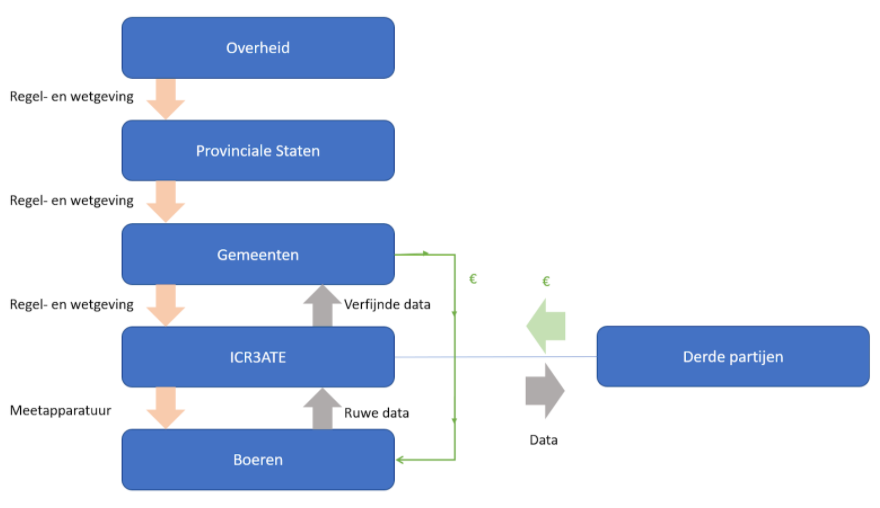 Overheid
Regel- en wetgeving
Provinciale Staten
Regel- en wetgeving
Gemeenten
€
€
Regel- en wetgeving
Verfijnde data
ICR3ATE
Derde partijen
Meetapparatuur
Ruwe data
Data
Boeren